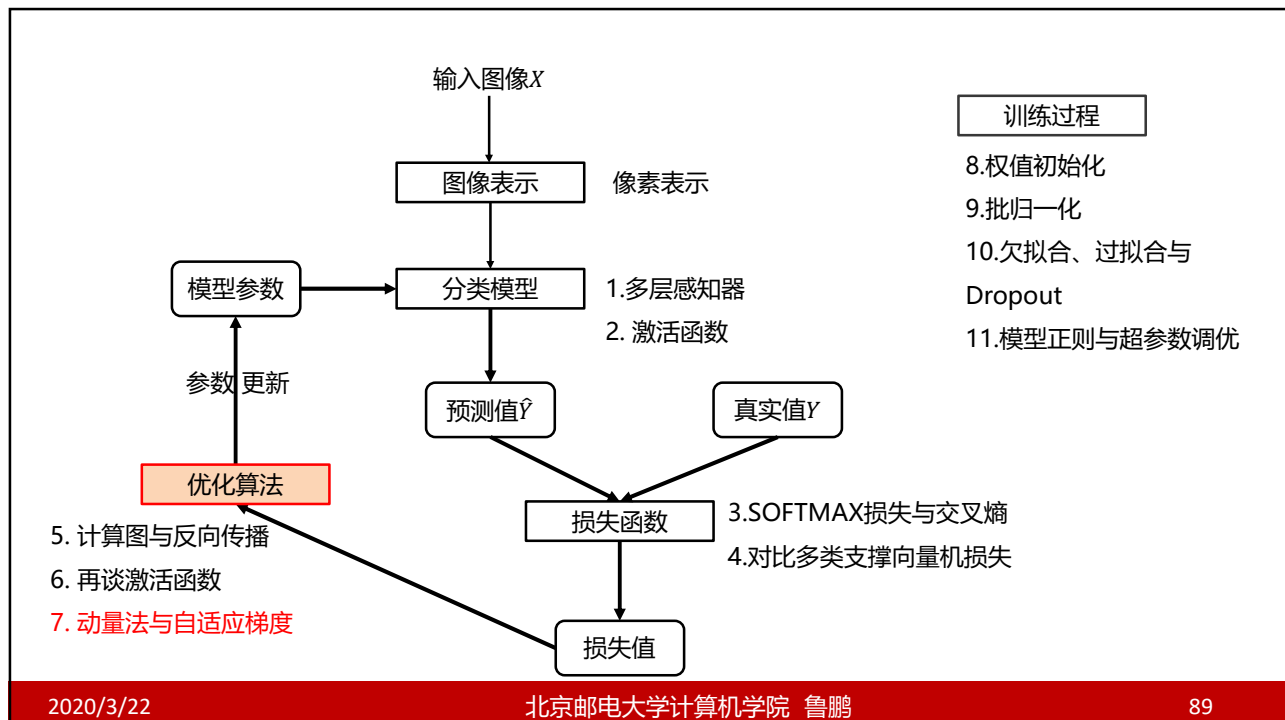 输入图像X
图像表示
像素表示
模型参数
分类模型
1.多层感知器
2. 激活函数
参数 更新
预测值Ŷ
真实值Y
优化算法
损失函数
3.SOFTMAX损失与交叉熵
4.对比多类支撑向量机损失
5. 计算图与反向传播
6. 再谈激活函数
7. 动量法与自适应梯度
损失值
训练过程
8.权值初始化
9.批归一化
10.欠拟合、过拟合与
Dropout
11.模型正则与超参数调优
2020/3/22
北京邮电大学计算机学院 鲁鹏
89